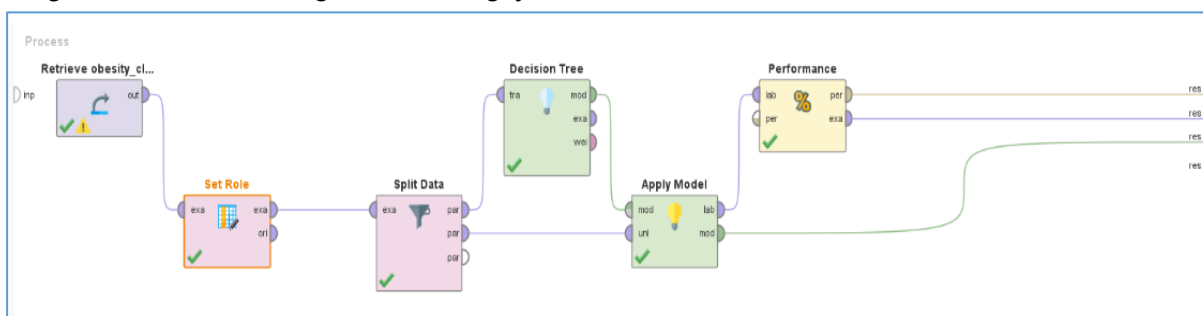 Process
Retrieve obesity_cl...
inp
out
Set Role
exa
exa
ori
Split Data
exa
par
par
par
Decision Tree
tra
mod
exa
wei
Apply Model
mod
uni
lab
mod
Performance
lab
per
%
per
exa
res
res
res
res